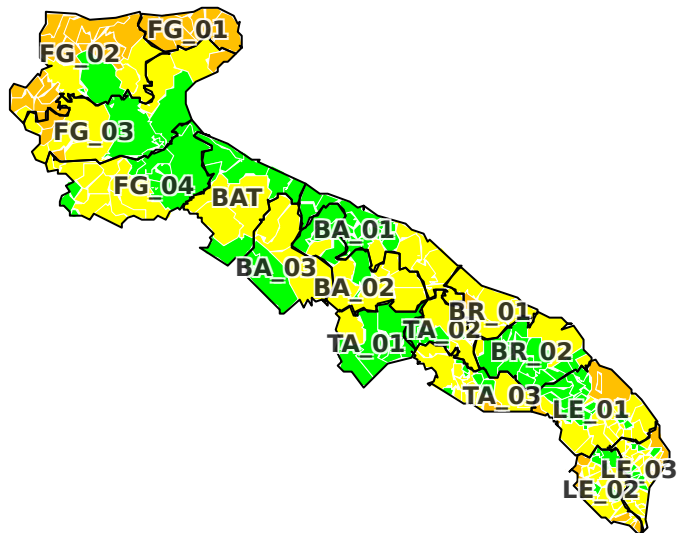 FG_01
FG_02
FG_03
FG_04
BAT
BA_01
BA_03
BA_02
BR_01
TA_02
TA_01
BR_02
TA_03
LE_01
LE_03
LE_02